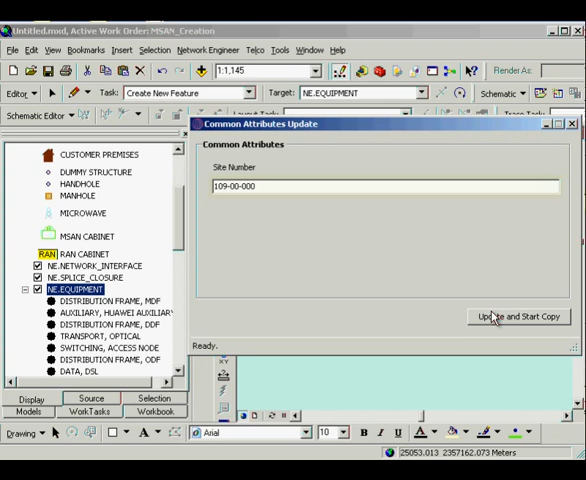 Untitled.mxd, Active Work Order: MSAN_Creation
File Edit View Bookmarks Insert Selection Network Engineer Telco Tools Window Help
1:1,145 Render As:
Editor Task: Create New Feature Target: NE.EQUIPMENT Schematic
Schematic Editor
Common Attributes Update
Common Attributes
Site Number
109-00-000
Update and Start Copy
Ready.
CUSTOMER PREMISES
DUMMY STRUCTURE
HANDHOLE
MANHOLE
MICROWAVE
MSAN CABINET
RAN RAN CABINET
NE.NETWORK_INTERFACE
NE.SPLICE_CLOSURE
NE.EQUIPMENT
DISTRIBUTION FRAME, MDF
AUXILIARY, HUAWEI AUXILIAR
DISTRIBUTION FRAME, DDF
TRANSPORT, OPTICAL
SWITCHING, ACCESS NODE
DISTRIBUTION FRAME, ODF
DATA, DSL
Display Source Selection
Models WorkTasks Workbook
XY
Drawing A Arial 10 B I U A
25053.013 2357162.073 Meters